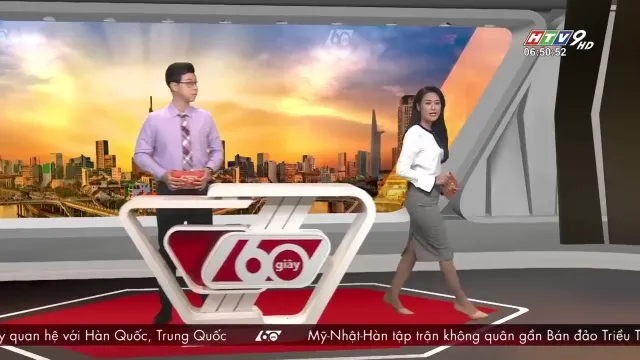 HTV9 HD
06:50:52
60 giây
y quan hệ với Hàn Quốc, Trung Quốc 60 Mỹ-Nhật-Hàn tập trận không quân gần Bán đảo Triều T